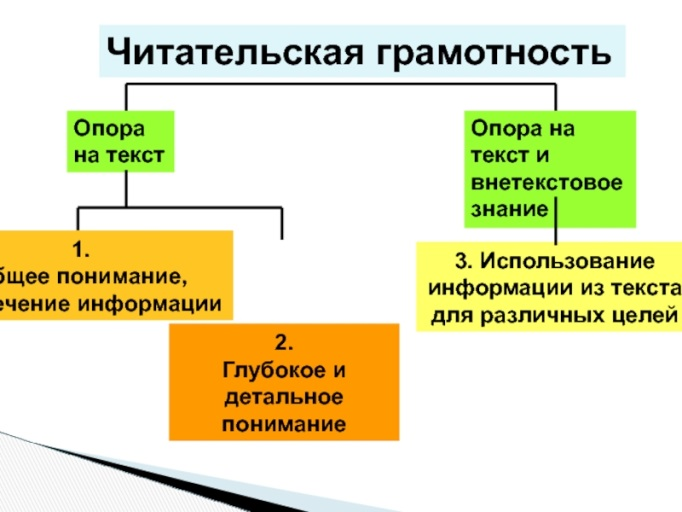 Читательская грамотность
Опора
на текст
Опора на
текст и
внетекстовое
знание
1.
бщее понимание,
ечение информации
2.
Глубокое и
детальное
понимание
3. Использование
информации из текста
для различных целей